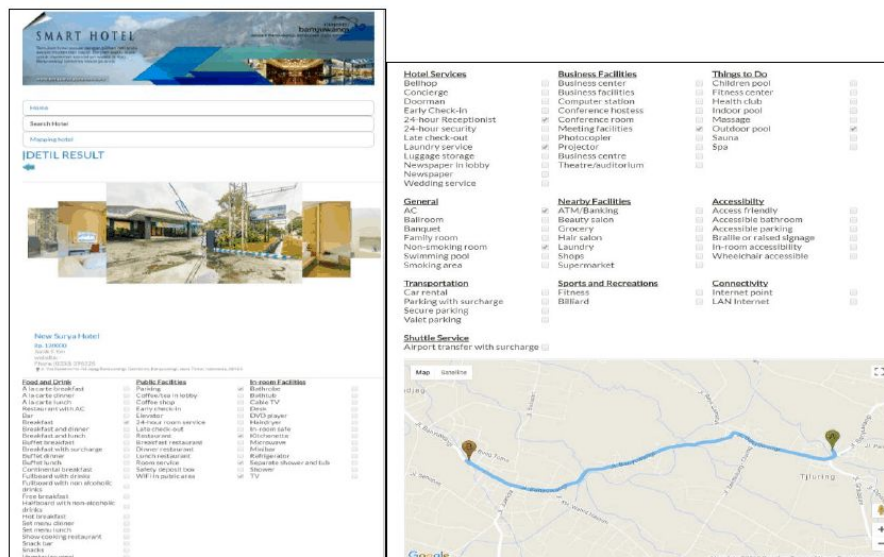 SMART HOTEL
banyuwangi
Home
Search Hotel
Mapping hotel
|DETIL RESULT
New Surya Hotel
Food and Drink
A la carte breakfast
A la carte dinner
A la carte lunch
Restaurant with AC
Bar
Breakfast
Breakfast and dinner
Breakfast and lunch
Buffet breakfast
Breakfast with surcharge
Buffet dinner
Buffet lunch
Continental breakfast
Fullboard with drinks
Fullboard with non alcoholic
drinks
Free breakfast
Halfboard with non-alcoholic
drinks
Hot breakfast
Set menu dinner
Set menu lunch
Show cooking restaurant
Snack bar
Snacks
Public Facilities
Parking
Coffee/tea in lobby
Coffee shop
Early check-in
Elevator
24-hour room service
Late check-out
Restaurant
Breakfast restaurant
Dinner restaurant
Lunch restaurant
Room service
Safety deposit box
WiFi in public area
In-room Facilities
Bathrobe
Bathtub
Cable TV
Desk
DVD player
Hairdryer
In-room safe
Kitchenette
Microwave
Minibar
Refrigerator
Separate shower and tub
Shower
TV
Hotel Services
Bellhop
Concierge
Doorman
Early Check-in
24-hour Receptionist
24-hour security
Late check-out
Laundry service
Luggage storage
Newspaper in lobby
Newspaper
Wedding service
Business Facilities
Business center
Business facilities
Computer station
Conference hostess
Conference room
Meeting facilities
Photocopier
Projector
Business centre
Theatre/auditorium
Things to Do
Children pool
Fitness center
Health club
Indoor pool
Massage
Outdoor pool
Sauna
Spa
General
AC
Ballroom
Banquet
Family room
Non-smoking room
Swimming pool
Smoking area
Nearby Facilities
ATM/Banking
Beauty salon
Grocery
Hair salon
Laundry
Shops
Supermarket
Accessibilty
Access friendly
Accessible bathroom
Accessible parking
Braille or raised signage
In-room accessibility
Wheelchair accessible
Transportation
Car rental
Parking with surcharge
Secure parking
Valet parking
Sports and Recreations
Fitness
Billiard
Connectivity
Internet point
LAN Internet
Shuttle Service
Airport transfer with surcharge
Map Satellite
Tjluring
Google